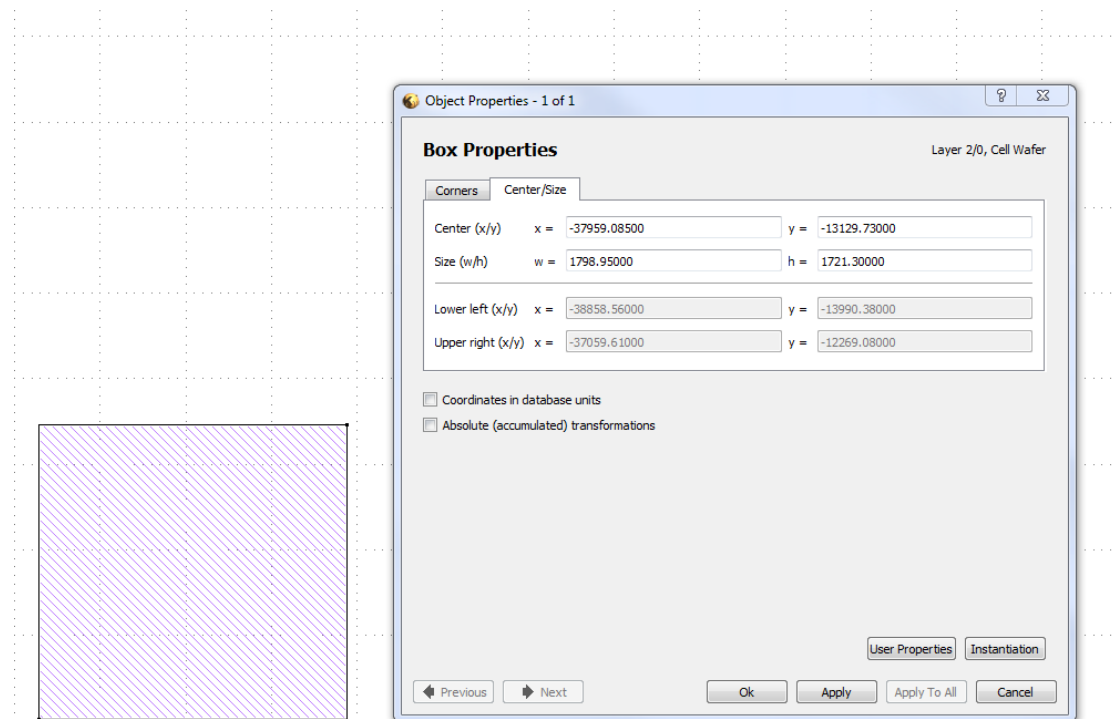 Object Properties - 1 of 1
Box Properties
Layer 2/0, Cell Wafer
Corners Center/Size
Center (x/y) x = -37959.08500 y = -13129.73000
Size (w/h) w = 1798.95000 h = 1721.30000
Lower left (x/y) x = -38858.56000 y = -13990.38000
Upper right (x/y) x = -37059.61000 y = -12269.08000
Coordinates in database units
Absolute (accumulated) transformations
User Properties Instantiation
Previous Next Ok Apply Apply To All Cancel